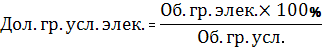 Дол. гр. усл. элек. = Об. гр. элек.× 100%
Об. гр. усл.